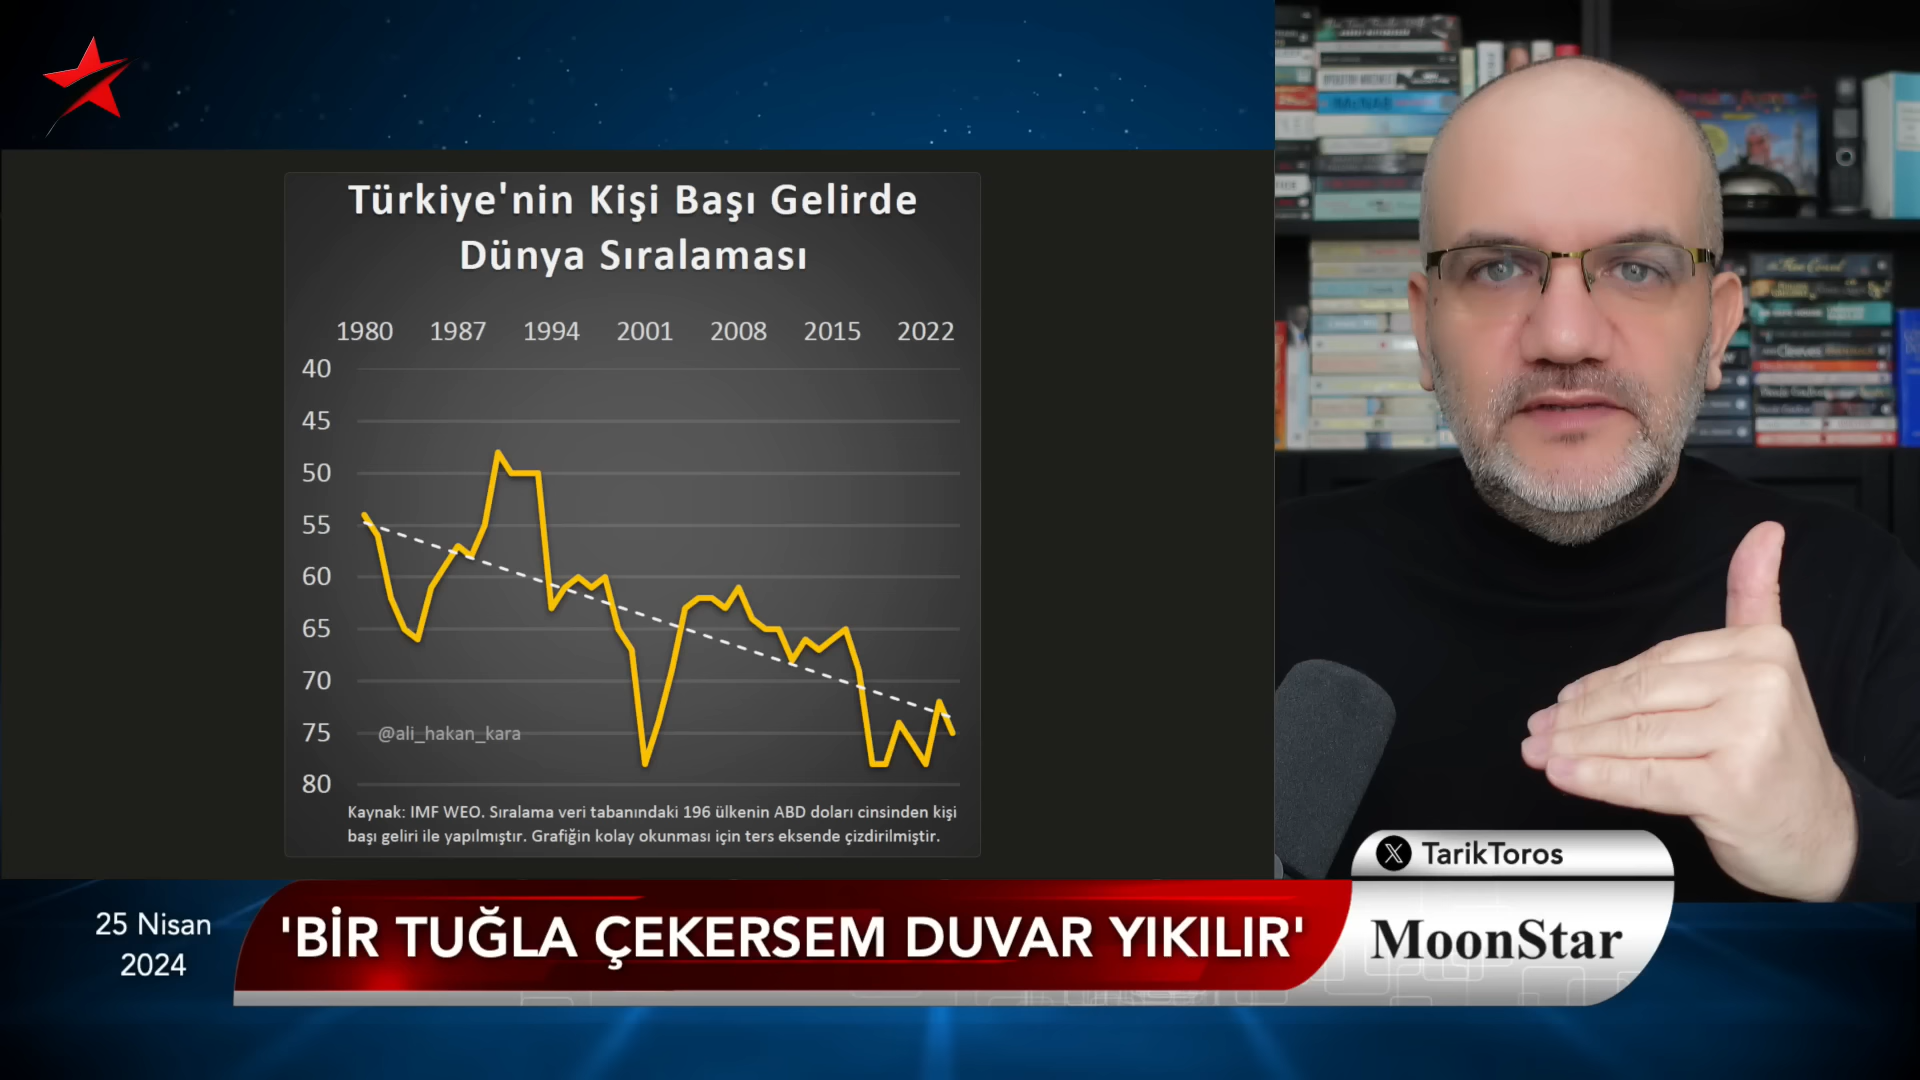 Türkiye'nin Kişi Başı Gelirde
Dünya Sıralaması
1980 1987 1994 2001 2008 2015 2022
40
45
50
55
60
65
70
75
80
@ali_hakan_kara
Kaynak: IMF WEO. Sıralama veri tabanındaki 196 ülkenin ABD doları cinsinden kişi
başı geliri ile yapılmıştır. Grafiğin kolay okunması için ters eksende çizdirilmiştir.
TarikToros
25 Nisan
2024
'BİR TUĞLA ÇEKERSEM DUVAR YIKILIR'
MoonStar